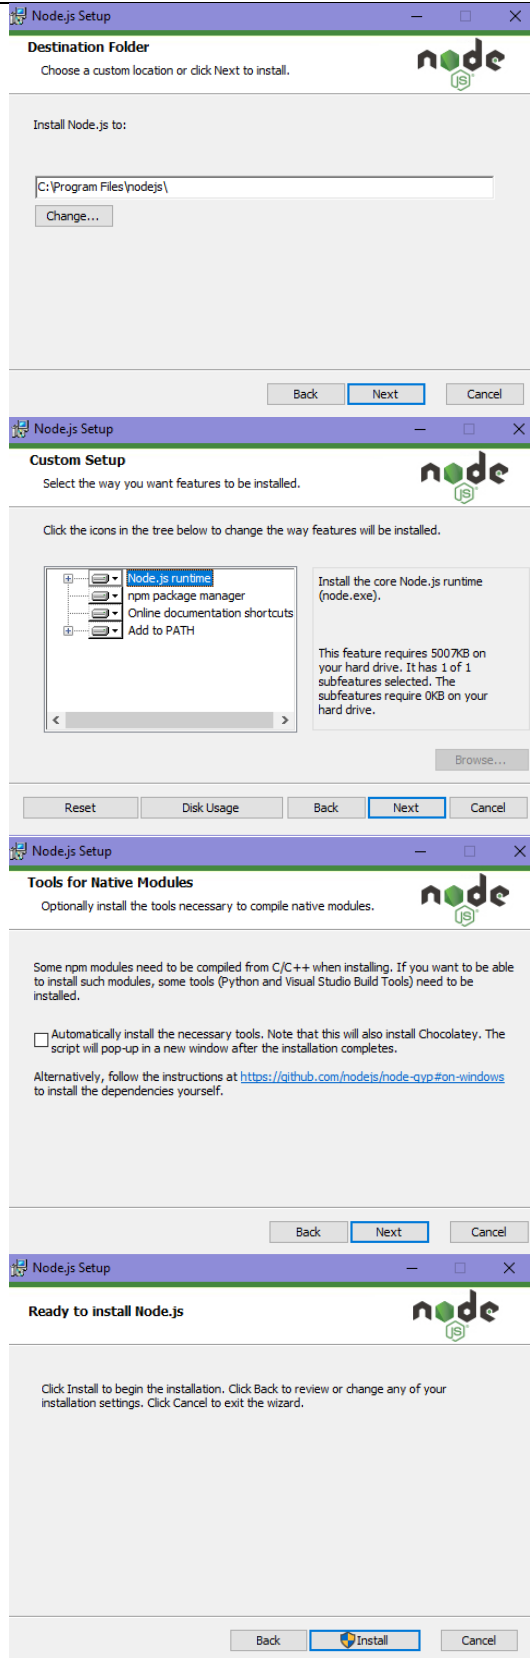 Node.js Setup
Destination Folder
Choose a custom location or click Next to install.
node
JS
Install Node.js to:
C:\Program Files\nodejs\
Change...
Back Next Cancel
Node.js Setup
Custom Setup
Select the way you want features to be installed.
node
JS
Click the icons in the tree below to change the way features will be installed.
Node.js runtime
npm package manager
Online documentation shortcuts
Add to PATH
Install the core Node.js runtime
(node.exe).
This feature requires 5007KB on
your hard drive. It has 1 of 1
subfeatures selected. The
subfeatures require 0KB on your
hard drive.
Browse...
Reset Disk Usage Back Next Cancel
Node.js Setup
Tools for Native Modules
Optionally install the tools necessary to compile native modules.
node
JS
Some npm modules need to be compiled from C/C++ when installing. If you want to be able
to install such modules, some tools (Python and Visual Studio Build Tools) need to be
installed.
Automatically install the necessary tools. Note that this will also install Chocolatey. The
script will pop-up in a new window after the installation completes.
Alternatively, follow the instructions at https://github.com/nodejs/node-gyp#on-windows
to install the dependencies yourself.
Back Next Cancel
Node.js Setup
Ready to install Node.js
node
JS
Click Install to begin the installation. Click Back to review or change any of your
installation settings. Click Cancel to exit the wizard.
Back Install Cancel